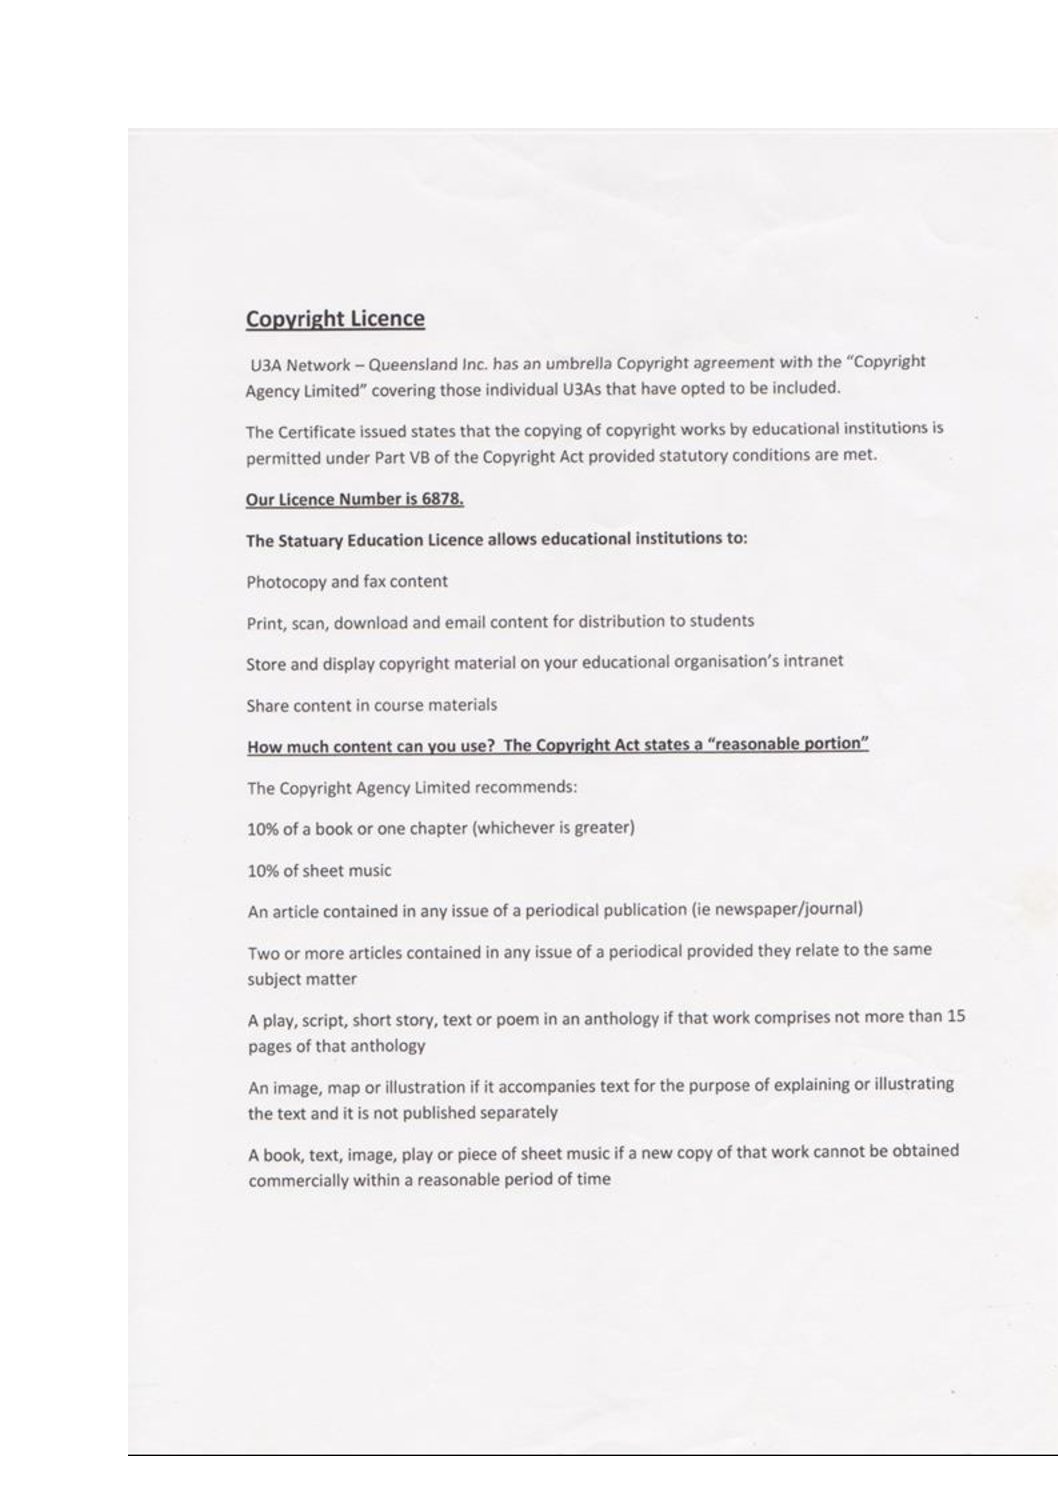 Copyright Licence
U3A Network – Queensland Inc. has an umbrella Copyright agreement with the “Copyright
Agency Limited” covering those individual U3As that have opted to be included.
The Certificate issued states that the copying of copyright works by educational institutions is
permitted under Part VB of the Copyright Act provided statutory conditions are met.
Our Licence Number is 6878.
The Statuary Education Licence allows educational institutions to:
Photocopy and fax content
Print, scan, download and email content for distribution to students
Store and display copyright material on your educational organisation’s intranet
Share content in course materials
How much content can you use? The Copyright Act states a “reasonable portion”
The Copyright Agency Limited recommends:
10% of a book or one chapter (whichever is greater)
10% of sheet music
An article contained in any issue of a periodical publication (ie newspaper/journal)
Two or more articles contained in any issue of a periodical provided they relate to the same
subject matter
A play, script, short story, text or poem in an anthology if that work comprises not more than 15
pages of that anthology
An image, map or illustration if it accompanies text for the purpose of explaining or illustrating
the text and it is not published separately
A book, text, image, play or piece of sheet music if a new copy of that work cannot be obtained
commercially within a reasonable period of time